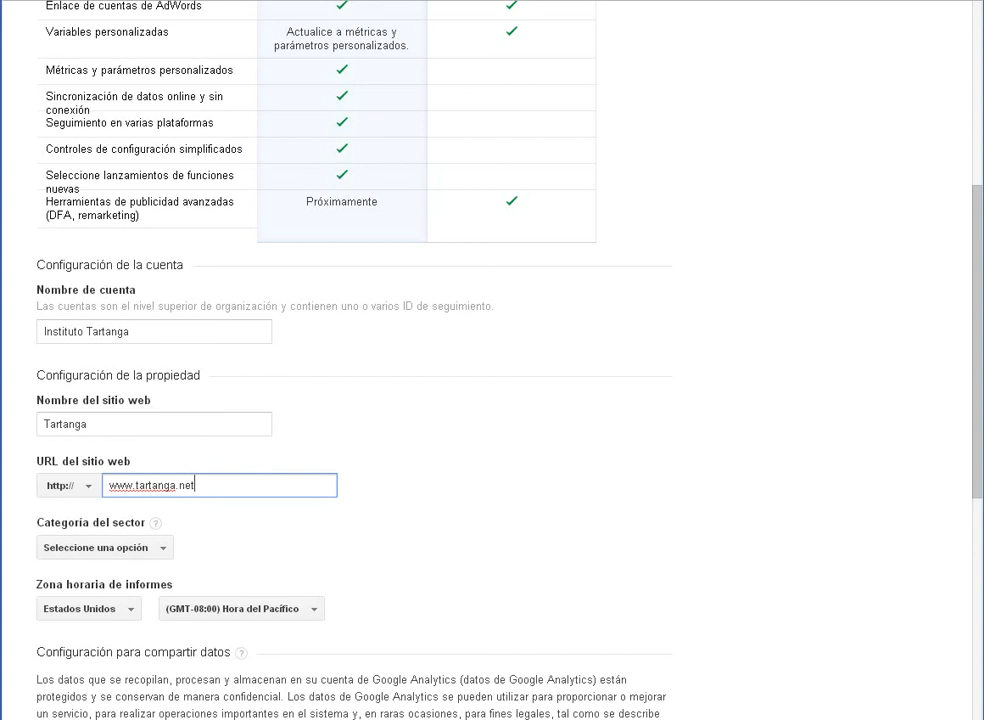 Enlace de cuentas de AdWords
Variables personalizadas
Actualice a métricas y
parámetros personalizados.
Métricas y parámetros personalizados
Sincronización de datos online y sin
conexión
Seguimiento en varias plataformas
Controles de configuración simplificados
Seleccione lanzamientos de funciones
nuevas
Herramientas de publicidad avanzadas
(DFA, remarketing)
Próximamente
Configuración de la cuenta
Nombre de cuenta
Las cuentas son el nivel superior de organización y contienen uno o varios ID de seguimiento.
Instituto Tartanga
Configuración de la propiedad
Nombre del sitio web
Tartanga
URL del sitio web
http:// www.tartanga.net
Categoría del sector ?
Seleccione una opción
Zona horaria de informes
Estados Unidos (GMT-08:00) Hora del Pacífico
Configuración para compartir datos ?
Los datos que se recopilan, procesan y almacenan en su cuenta de Google Analytics (datos de Google Analytics) están
protegidos y se conservan de manera confidencial. Los datos de Google Analytics se pueden utilizar para proporcionar o mejorar
un servicio, para realizar operaciones importantes en el sistema y, en raras ocasiones, para fines legales, tal como se describe